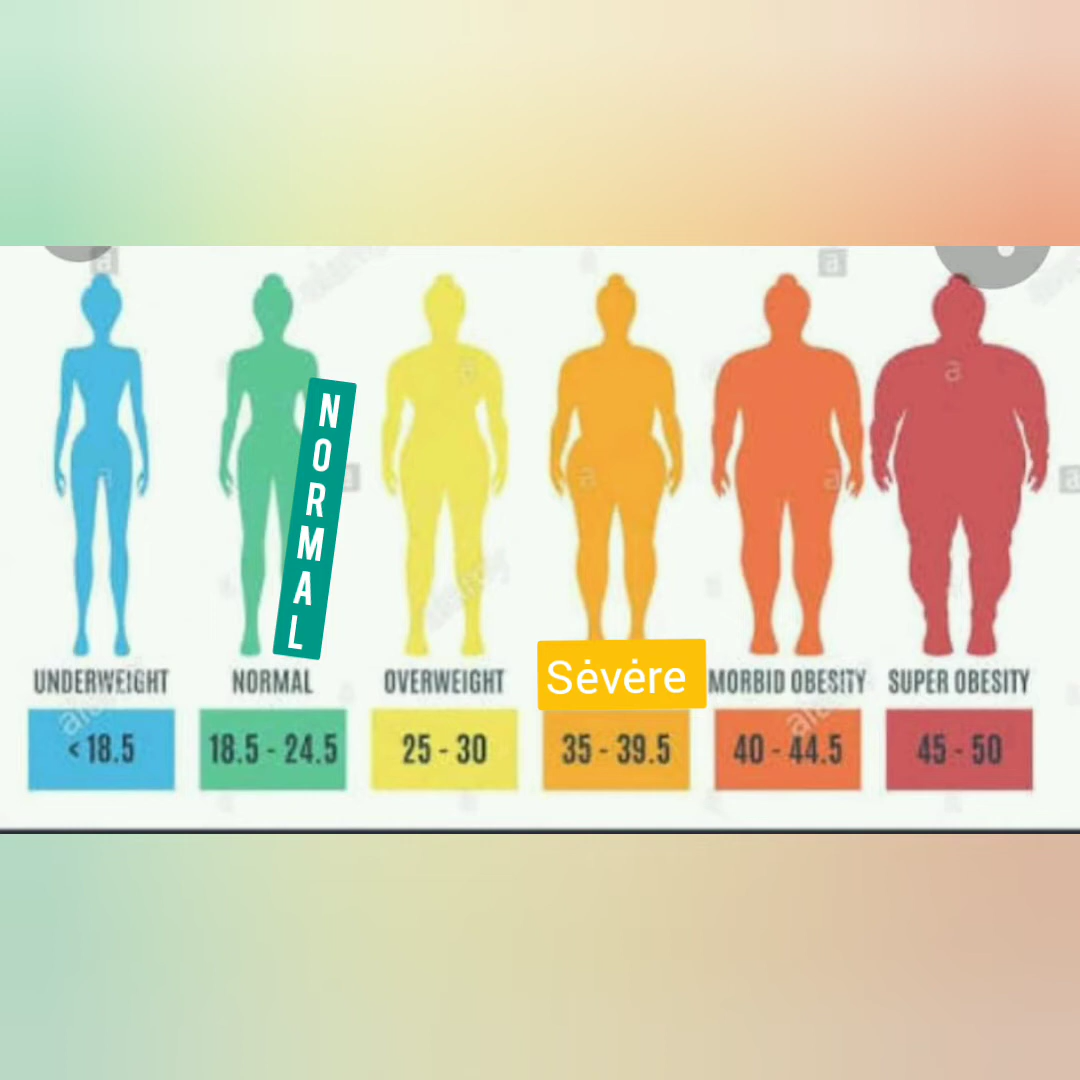 NORMAL
UNDERWEIGHT
NORMAL
OVERWEIGHT
Sėvėre
MORBID OBESITY
SUPER OBESITY
< 18.5
18.5 - 24.5
25 - 30
35 - 39.5
40 - 44.5
45 - 50